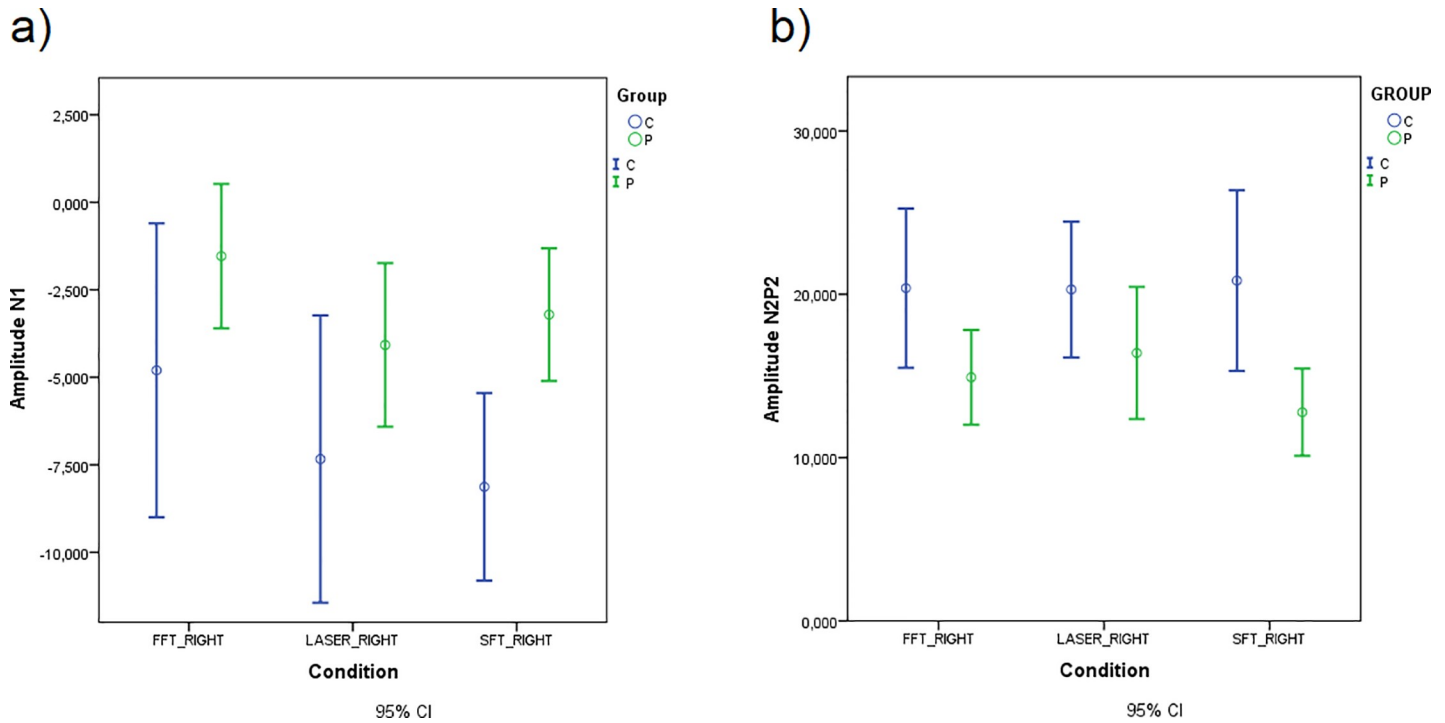 a)
Group
C
P
C
P
Amplitude N1
2,500
0,000
-2,500
-5,000
-7,500
-10,000
FFT_RIGHT
LASER_RIGHT
SFT_RIGHT
Condition
95% CI
b)
GROUP
C
P
C
P
Amplitude N2P2
30,000
20,000
10,000
0,000
FFT_RIGHT
LASER_RIGHT
SFT_RIGHT
Condition
95% CI